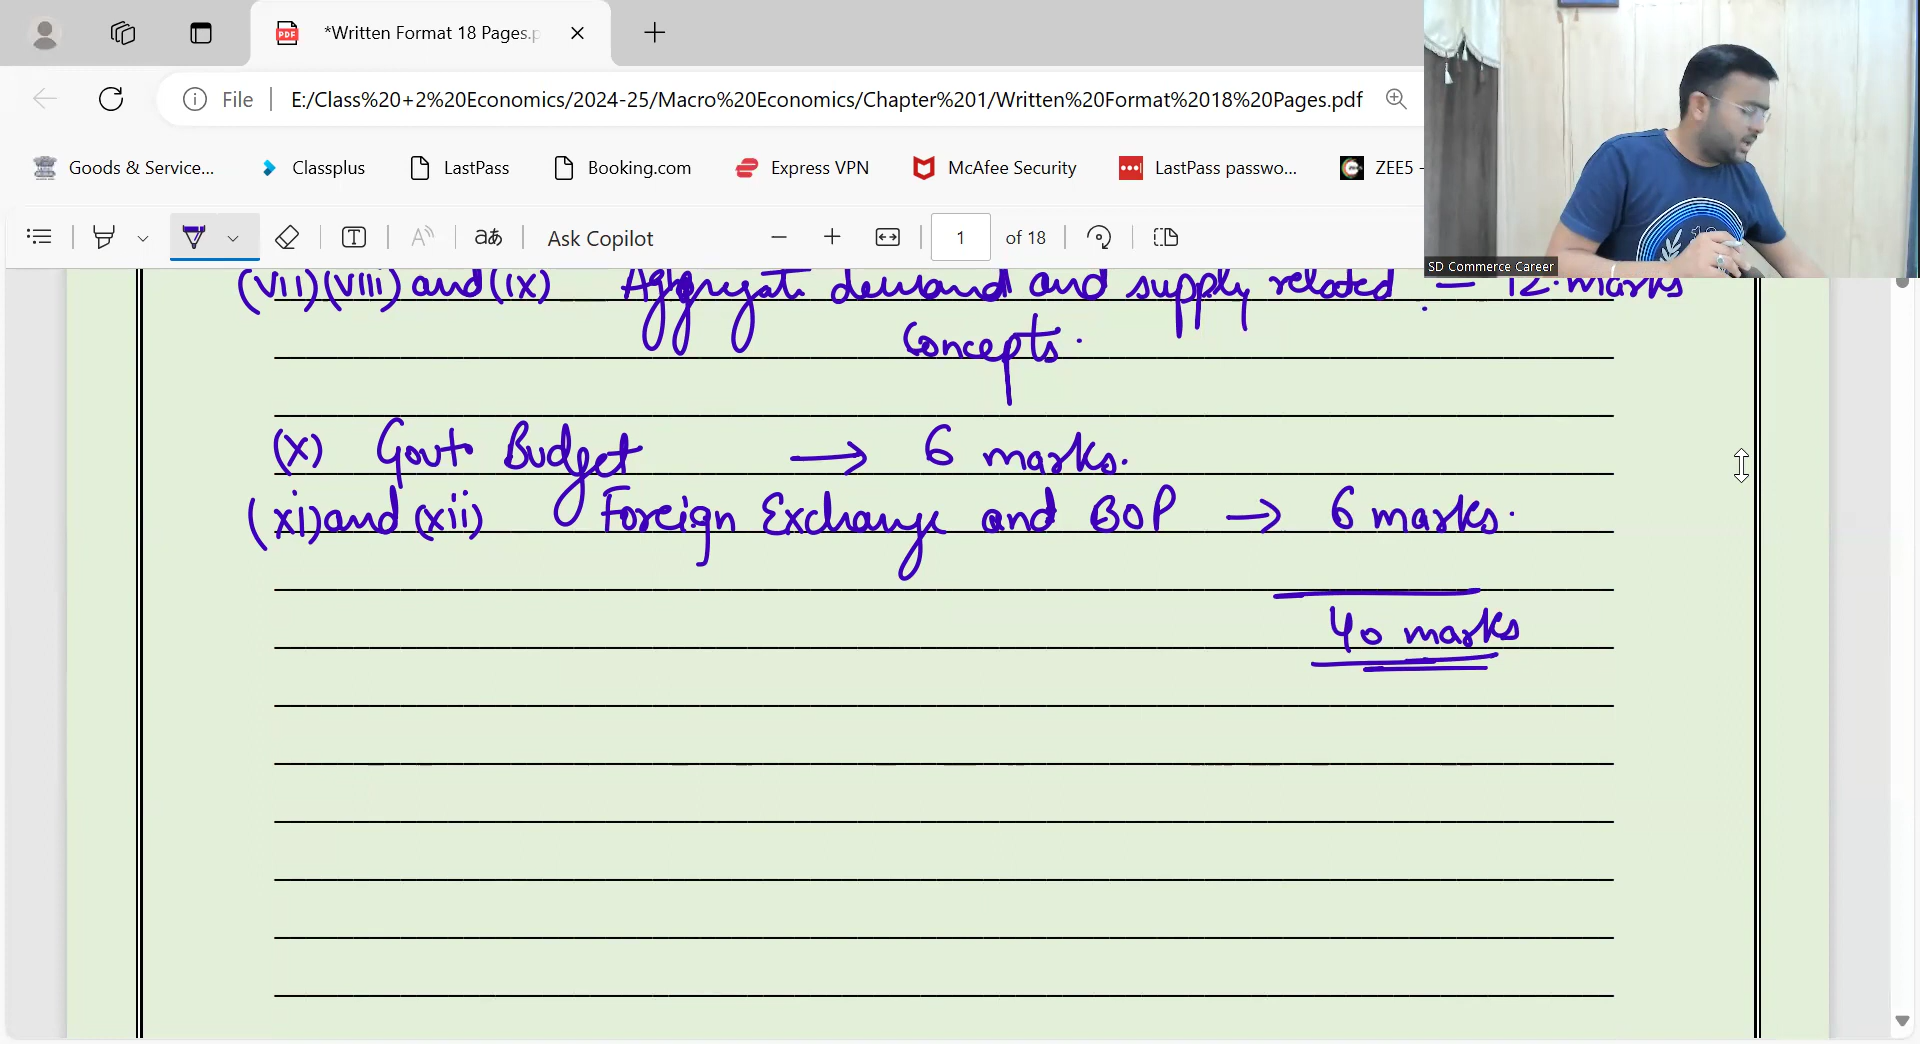 *Written Format 18 Pages.p
File
E:/Class%20+2%20Economics/2024-25/Macro%20Economics/Chapter%201/Written%20Format%2018%20Pages.pdf
Goods & Service...
Classplus
LastPass
Booking.com
Express VPN
McAfee Security
LastPass passwo...
ZEE5 -
Ask Copilot
1
of 18
SD Commerce Career
(VII)(VIII) and (IX) Aggregate demand and supply related - 12 marks
Concepts.
(X) Govt. Budget → 6 marks.
(xi) and (xii) Foreign Exchange and BOP → 6 marks.
40 marks